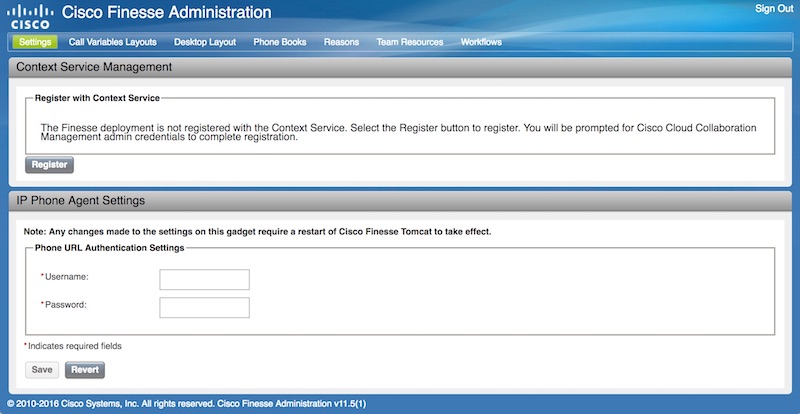 CISCO Cisco Finesse Administration
Sign Out
Settings Call Variables Layouts Desktop Layout Phone Books Reasons Team Resources Workflows
Context Service Management
Register with Context Service
The Finesse deployment is not registered with the Context Service. Select the Register button to register. You will be prompted for Cisco Cloud Collaboration
Management admin credentials to complete registration.
Register
IP Phone Agent Settings
Note: Any changes made to the settings on this gadget require a restart of Cisco Finesse Tomcat to take effect.
Phone URL Authentication Settings
*Username:
*Password:
*Indicates required fields
Save Revert
© 2010-2016 Cisco Systems, Inc. All rights reserved. Cisco Finesse Administration v11.5(1)